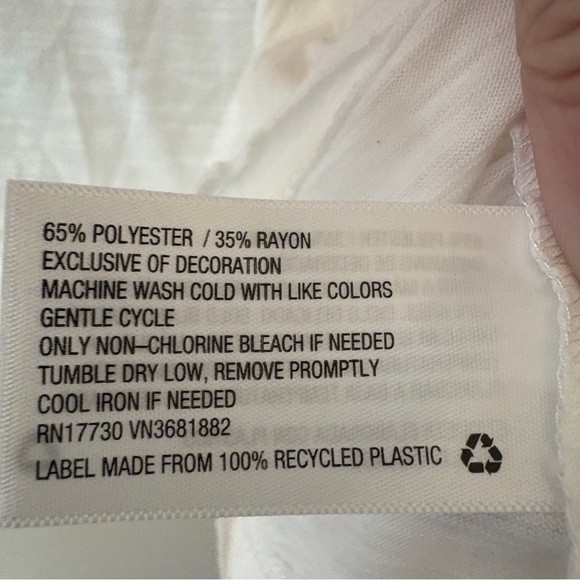 65% POLYESTER / 35% RAYON
EXCLUSIVE OF DECORATION
MACHINE WASH COLD WITH LIKE COLORS
GENTLE CYCLE
ONLY NON–CHLORINE BLEACH IF NEEDED
TUMBLE DRY LOW, REMOVE PROMPTLY
COOL IRON IF NEEDED
RN17730 VN3681882
LABEL MADE FROM 100% RECYCLED PLASTIC